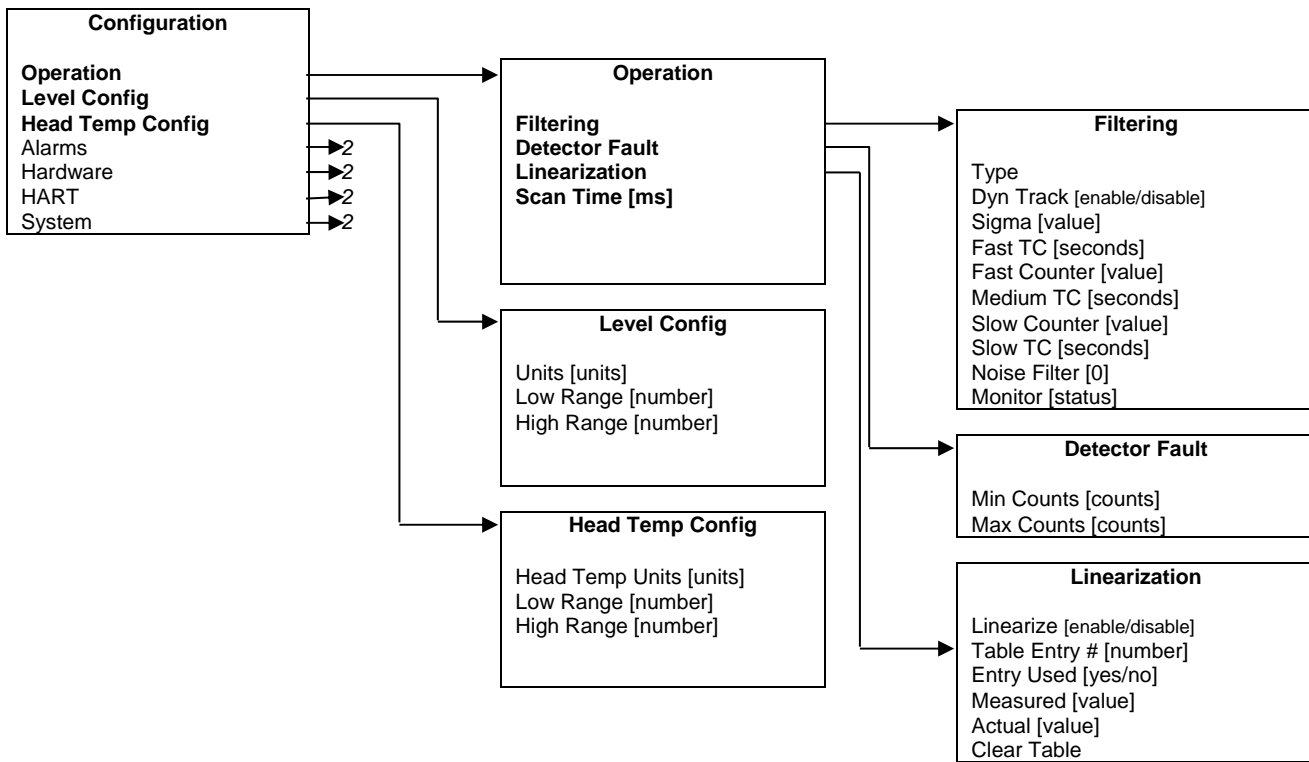 Configuration
Operation
Level Config
Head Temp Config
Alarms
2
Hardware
2
HART
2
System
2
Operation
Filtering
Detector Fault
Linearization
Scan Time [ms]
Level Config
Units [units]
Low Range [number]
High Range [number]
Head Temp Config
Head Temp Units [units]
Low Range [number]
High Range [number]
Filtering
Type
Dyn Track [enable/disable]
Sigma [value]
Fast TC [seconds]
Fast Counter [value]
Medium TC [seconds]
Slow Counter [value]
Slow TC [seconds]
Noise Filter [0]
Monitor [status]
Detector Fault
Min Counts [counts]
Max Counts [counts]
Linearization
Linearize [enable/disable]
Table Entry # [number]
Entry Used [yes/no]
Measured [value]
Actual [value]
Clear Table